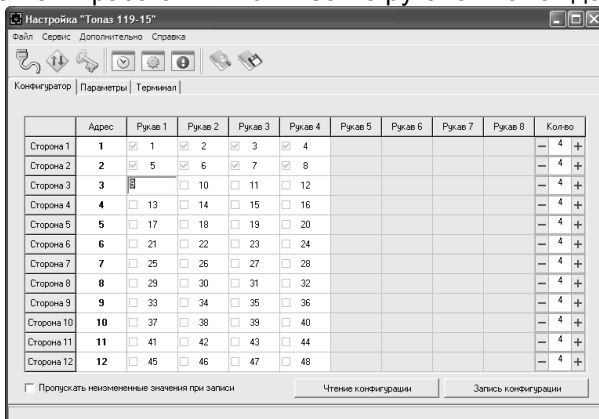 Настройка "Топаз 119-15"
Файл Сервис Дополнительно Справка
Конфигуратор Параметры Терминал
Адрес Рукав 1 Рукав 2 Рукав 3 Рукав 4 Рукав 5 Рукав 6 Рукав 7 Рукав 8 Кол-во
Сторона 1 1 1 2 3 4 – 4 +
Сторона 2 2 5 6 7 8 – 4 +
Сторона 3 3 9 10 11 12 – 4 +
Сторона 4 4 13 14 15 16 – 4 +
Сторона 5 5 17 18 19 20 – 4 +
Сторона 6 6 21 22 23 24 – 4 +
Сторона 7 7 25 26 27 28 – 4 +
Сторона 8 8 29 30 31 32 – 4 +
Сторона 9 9 33 34 35 36 – 4 +
Сторона 10 10 37 38 39 40 – 4 +
Сторона 11 11 41 42 43 44 – 4 +
Сторона 12 12 45 46 47 48 – 4 +
Пропускать неизмененные значения при записи Чтение конфигурации Запись конфигурации